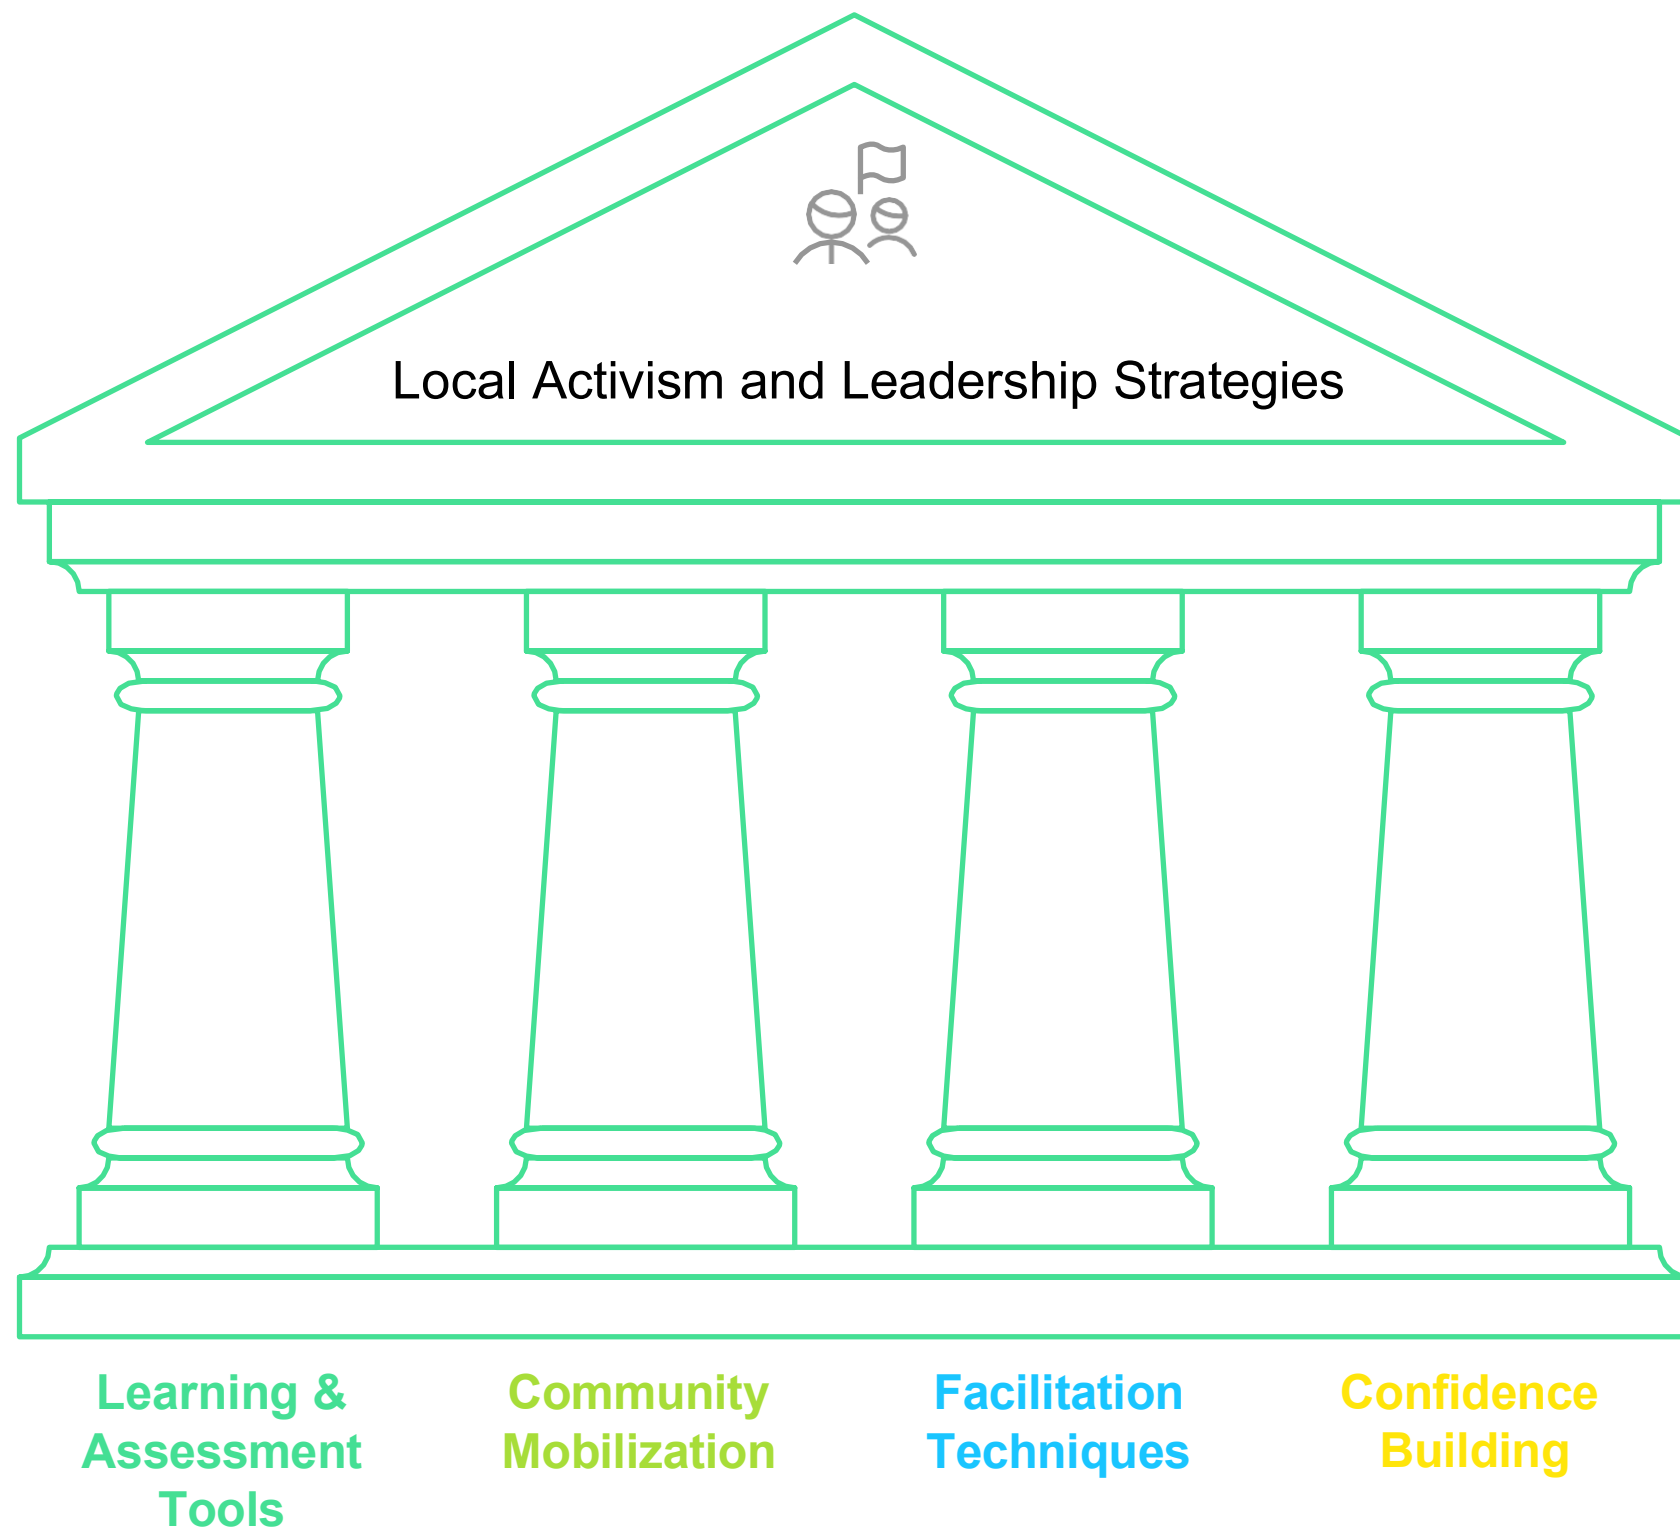 Local Activism and Leadership Strategies
Learning &
Assessment
Tools
Community
Mobilization
Facilitation
Techniques
Confidence
Building